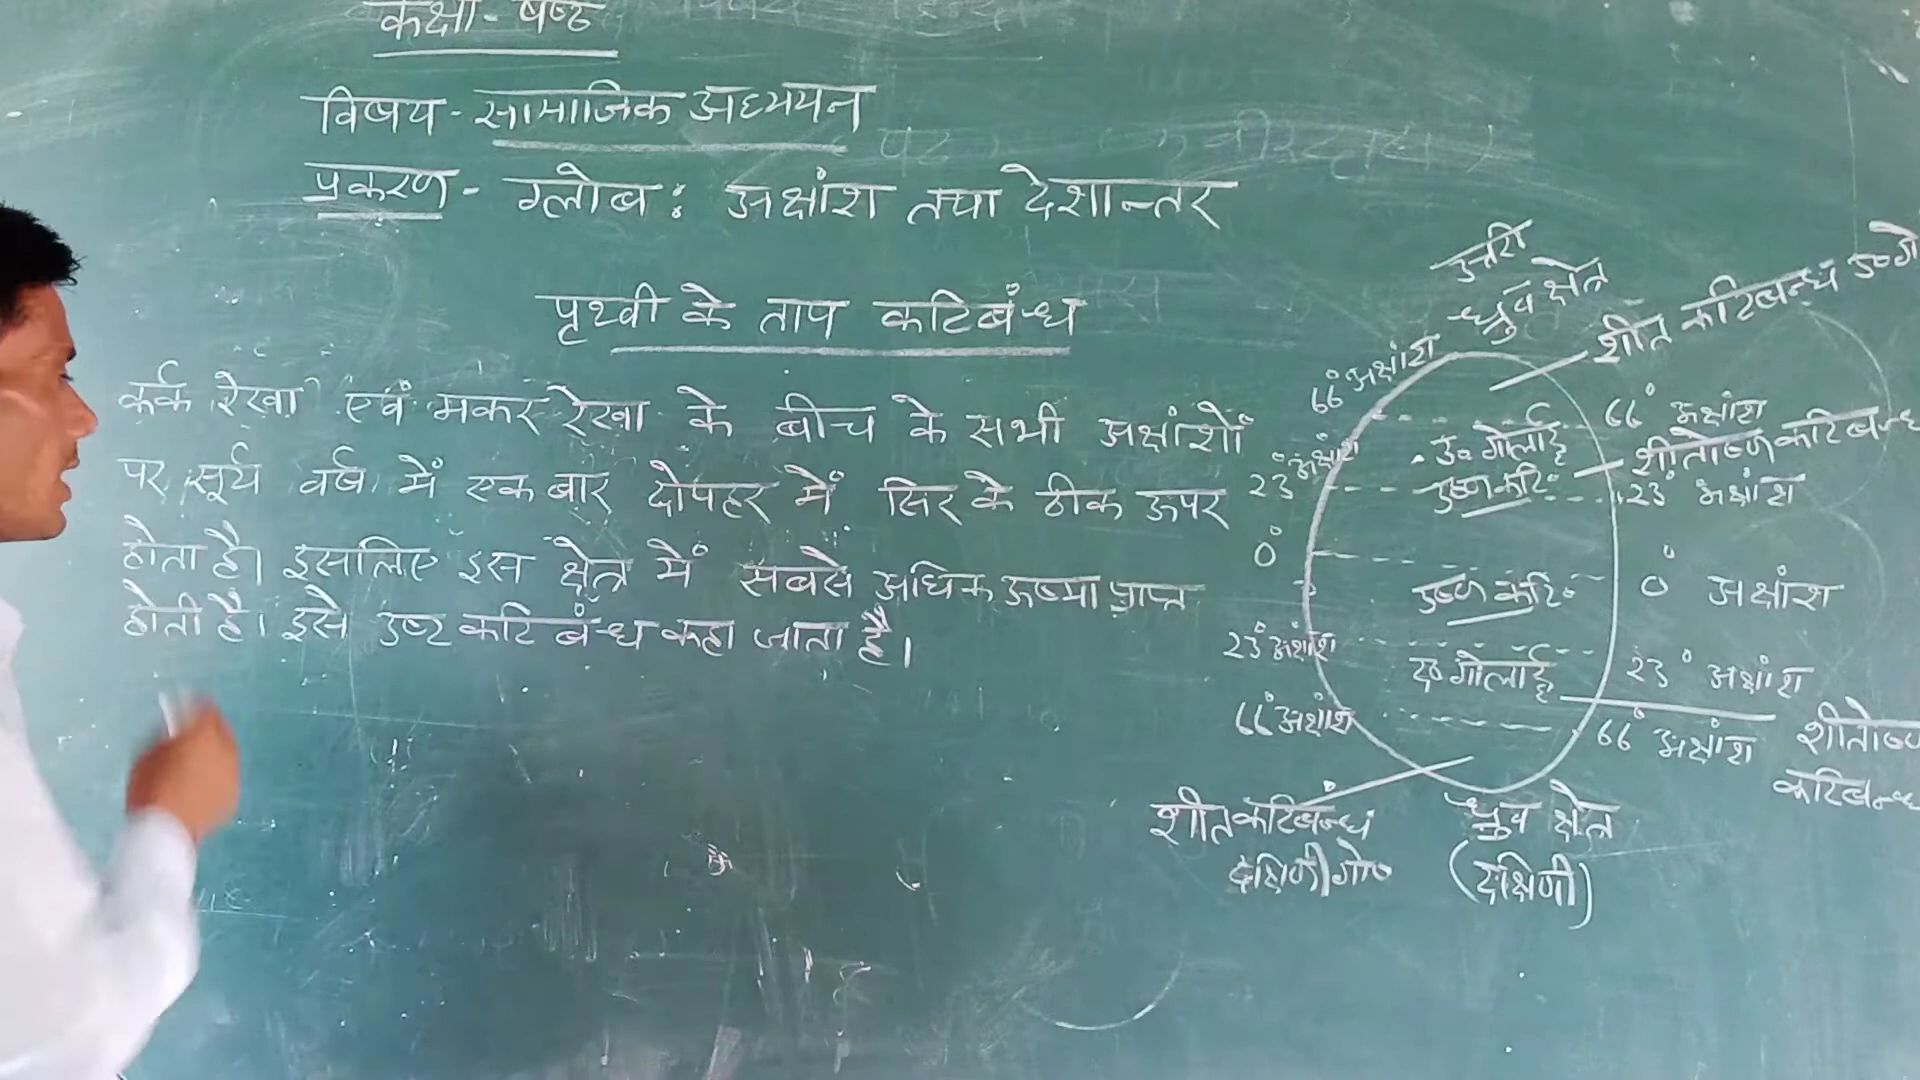 कक्षा - षष्ठ
विषय - सामाजिक अध्ययन
प्रकरण - ग्लोब : अक्षांश तथा देशान्तर
पृथ्वी के ताप कटिबंन्ध
कर्क रेखा एवं मकर रेखा के बीच के सभी अक्षांशों
पर सूर्य वर्ष में एक बार दोपहर में सिर के ठीक ऊपर
होता है। इसलिए इस क्षेत्र में सबसे अधिक ऊष्मा प्राप्त
होती है। इसे उष्ट कटि बंन्ध कहा जाता है।
उत्तरी
ध्रुव क्षेत्र
शीत कटिबन्ध उ०गो
66° अक्षांश
66° अक्षांश
उ० गोलार्द्ध
शीतोष्ण कटिबन्ध
23° अक्षांश
उष्ण कटि०
23° अक्षांश
0°
0° अक्षांश
उष्ण कटि०
23° अक्षांश
द० गोलार्द्ध
23° अक्षांश
66° अक्षांश
66° अक्षांश
शीतोष्ण
कटिबन्ध
शीत कटिबन्ध
दक्षिणी गो०
ध्रुव क्षेत्र
(दक्षिणी)